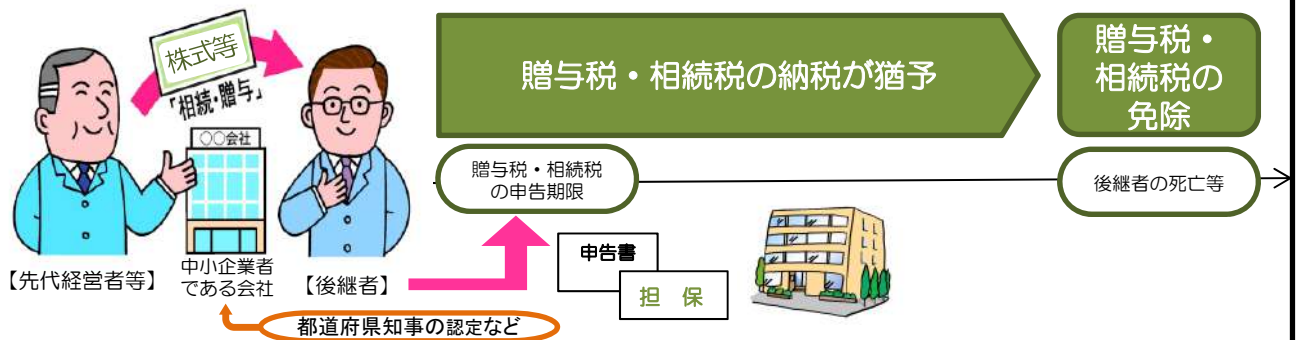 株式等
「相続・贈与」
〇〇会社
【先代経営者等】
中小企業者
である会社
【後継者】
都道府県知事の認定など
贈与税・相続税の納税が猶予
贈与税・
相続税の
免除
贈与税・相続税
の申告期限
後継者の死亡等
申告書
担 保